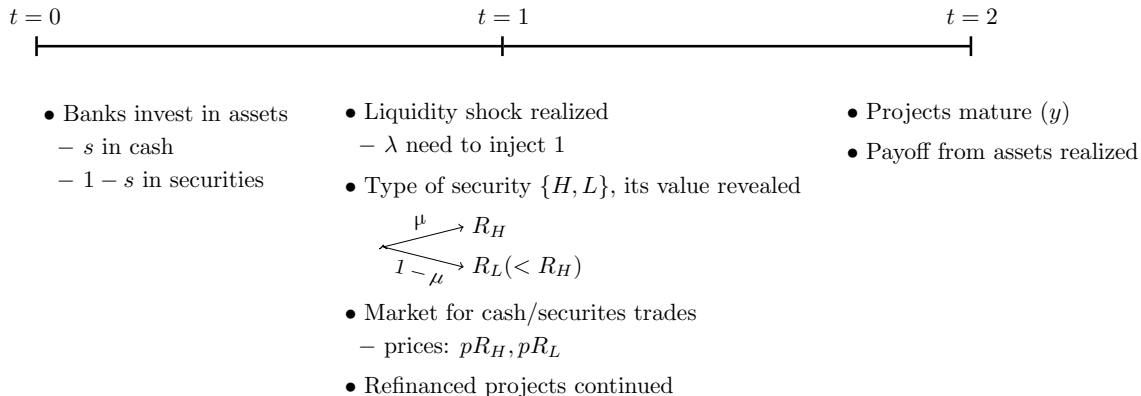 t = 0
t = 1
t = 2
• Banks invest in assets
– s in cash
– 1 − s in securities
• Liquidity shock realized
– λ need to inject 1
• Type of security {H, L}, its value revealed
μ
R_H
1 − μ
R_L(< R_H)
• Market for cash/securites trades
– prices: pR_H, pR_L
• Refinanced projects continued
• Projects mature (y)
• Payoff from assets realized